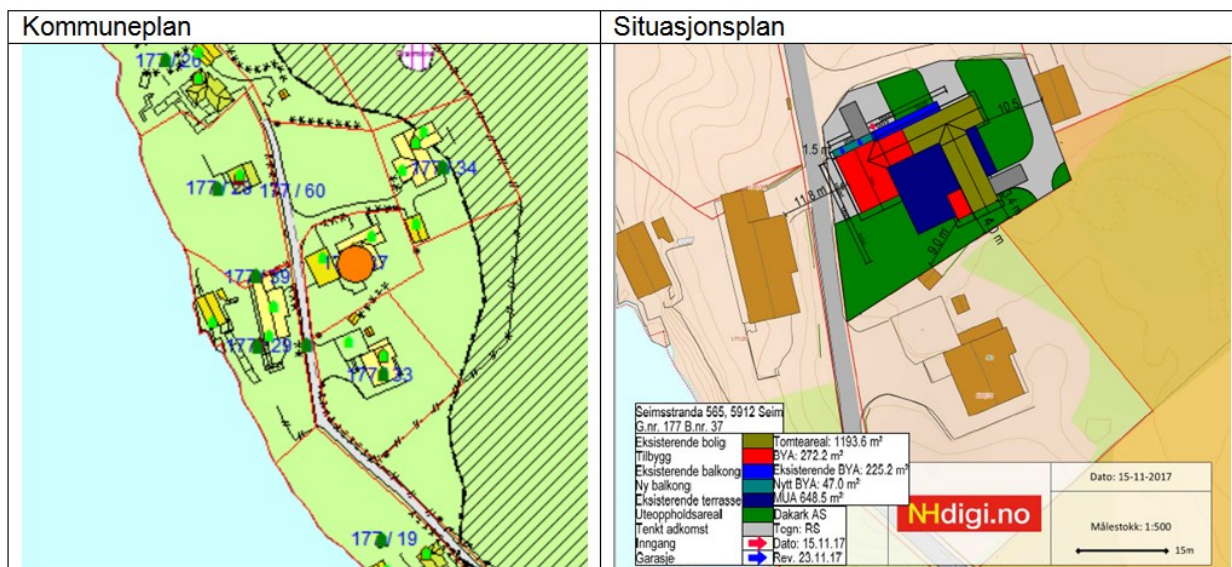 Kommuneplan
Situasjonsplan
177 / 26
177 / 34
177 / 60
177 / 39
177 / 29
177 / 33
177 / 19
10.5
1.5 m
11.8 m
9.0 m
4.0 m
Seimsstranda 565, 5912 Seim
G.nr. 177 B.nr. 37
Eksisterende bolig Tomteareal: 1193.6 m²
Tilbygg BYA: 272.2 m²
Eksisterende balkong Eksisterende BYA: 225.2 m²
Ny balkong Nytt BYA: 47.0 m²
Eksisterende terrasse MUA 648.5 m²
Uteoppholdsareal Dakark AS
Tenkt adkomst Tegn: RS
Inngang Dato: 15.11.17
Garasje Rev. 23.11.17
NHdigi.no
Dato: 15-11-2017
Målestokk: 1:500
15m